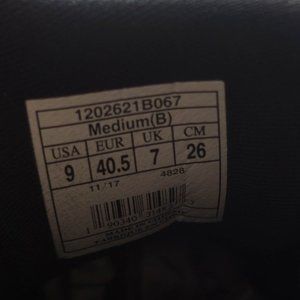 1202621B067
Medium(B)
USA EUR UK CM
9 40.5 7 26
11/17 4826